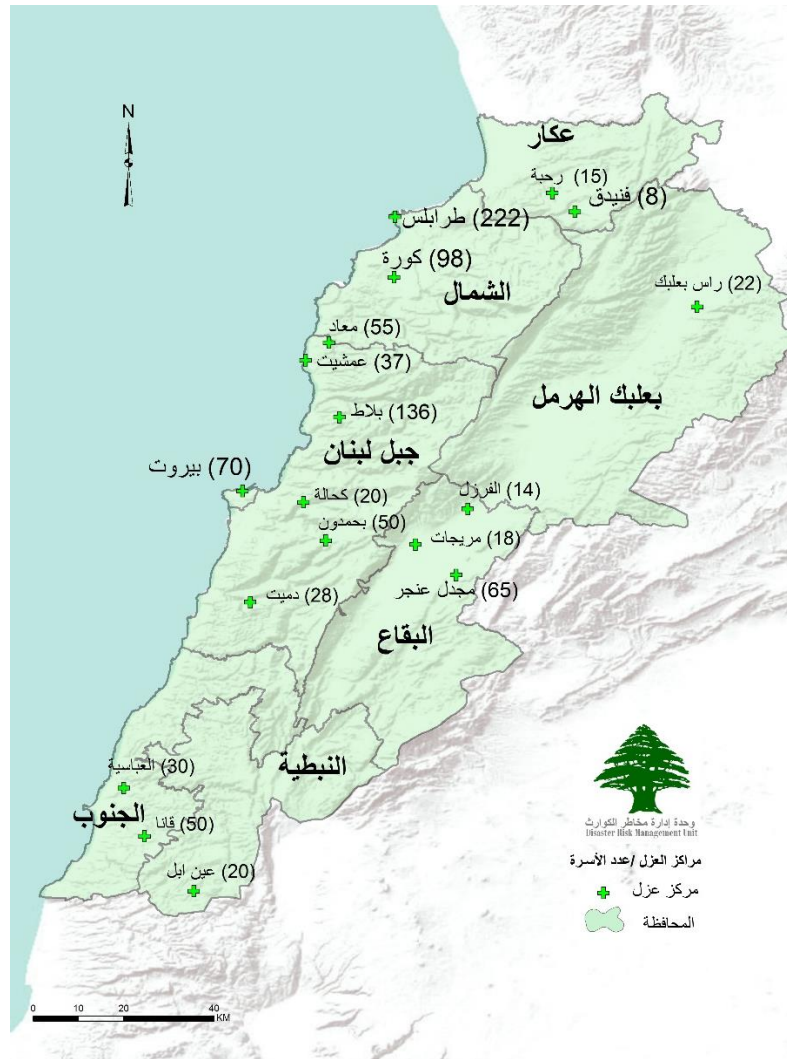 N
عكار
رحبة (15)
فنيدق (8)
طرابلس (222)
كورة (98)
الشمال
راس بعلبك (22)
معاد (55)
عمشيت (37)
بعلبك الهرمل
بلاط (136)
جبل لبنان
بيروت (70)
كحالة (20)
الفرزل (14)
بحمدون (50)
مريجات (18)
مجدل عنجر (65)
دميت (28)
البقاع
النبطية
العباسية (30)
الجنوب
قانا (50)
عين ابل (20)
وحدة إدارة مخاطر الكوارث
Disaster Risk Management Unit
مراكز العزل /عدد الأسرة
مركز عزل
المحافظة
0 10 20 40
KM